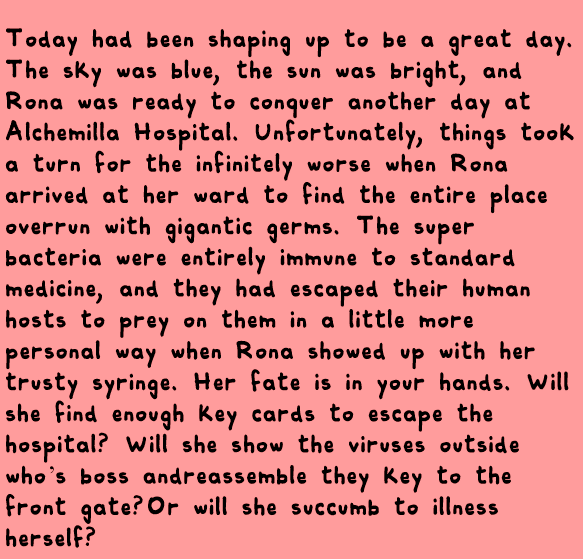 Today had been shaping up to be a great day.
The sky was blue, the sun was bright, and
Rona was ready to conquer another day at
Alchemilla Hospital. Unfortunately, things took
a turn for the infinitely worse when Rona
arrived at her ward to find the entire place
overrun with gigantic germs. The super
bacteria were entirely immune to standard
medicine, and they had escaped their human
hosts to prey on them in a little more
personal way when Rona showed up with her
trusty syringe. Her fate is in your hands. Will
she find enough key cards to escape the
hospital? Will she show the viruses outside
who's boss andreassemble they key to the
front gate?Or will she succumb to illness
herself?